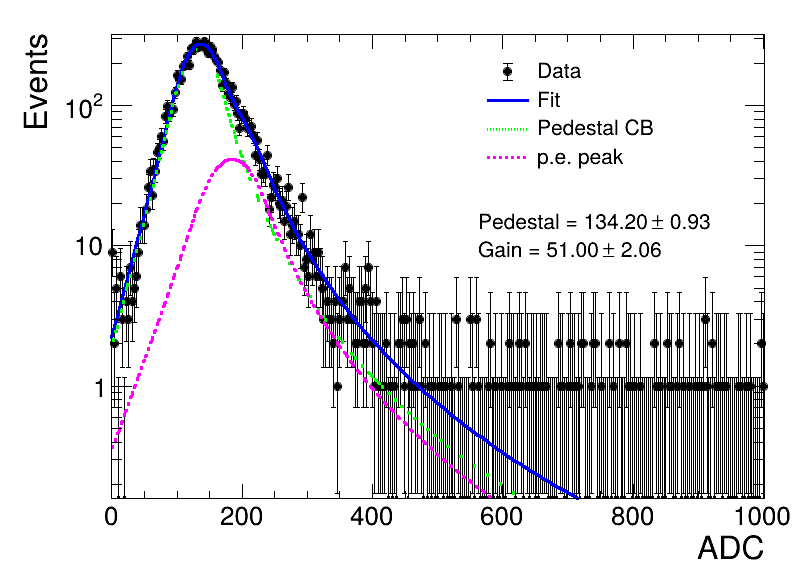 Events
Data
Fit
Pedestal CB
p.e. peak
Pedestal = 134.20 ± 0.93
Gain = 51.00 ± 2.06
10²
10
1
0 200 400 600 800 1000
ADC